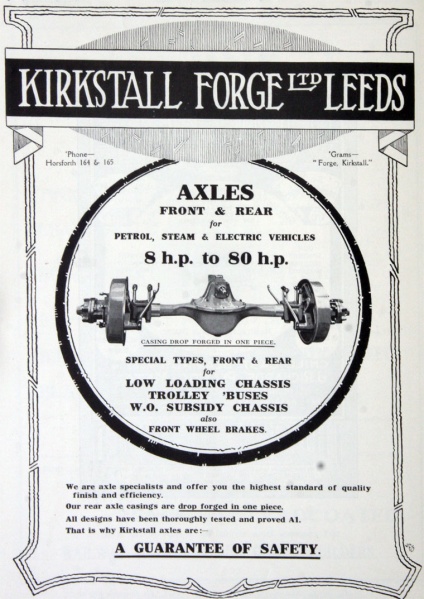 KIRKSTALL FORGE LTD LEEDS
'Phone—
Horsforth 164 & 165
'Grams—
"Forge, Kirkstall."
AXLES
FRONT & REAR
for
PETROL, STEAM & ELECTRIC VEHICLES
8 h.p. to 80 h.p.
CASING DROP FORGED IN ONE PIECE.
SPECIAL TYPES, FRONT & REAR
for
LOW LOADING CHASSIS
TROLLEY 'BUSES
W.O. SUBSIDY CHASSIS
also
FRONT WHEEL BRAKES.
We are axle specialists and offer you the highest standard of quality
finish and efficiency.
Our rear axle casings are drop forged in one piece.
All designs have been thoroughly tested and proved A1.
That is why Kirkstall axles are:—
A GUARANTEE OF SAFETY.